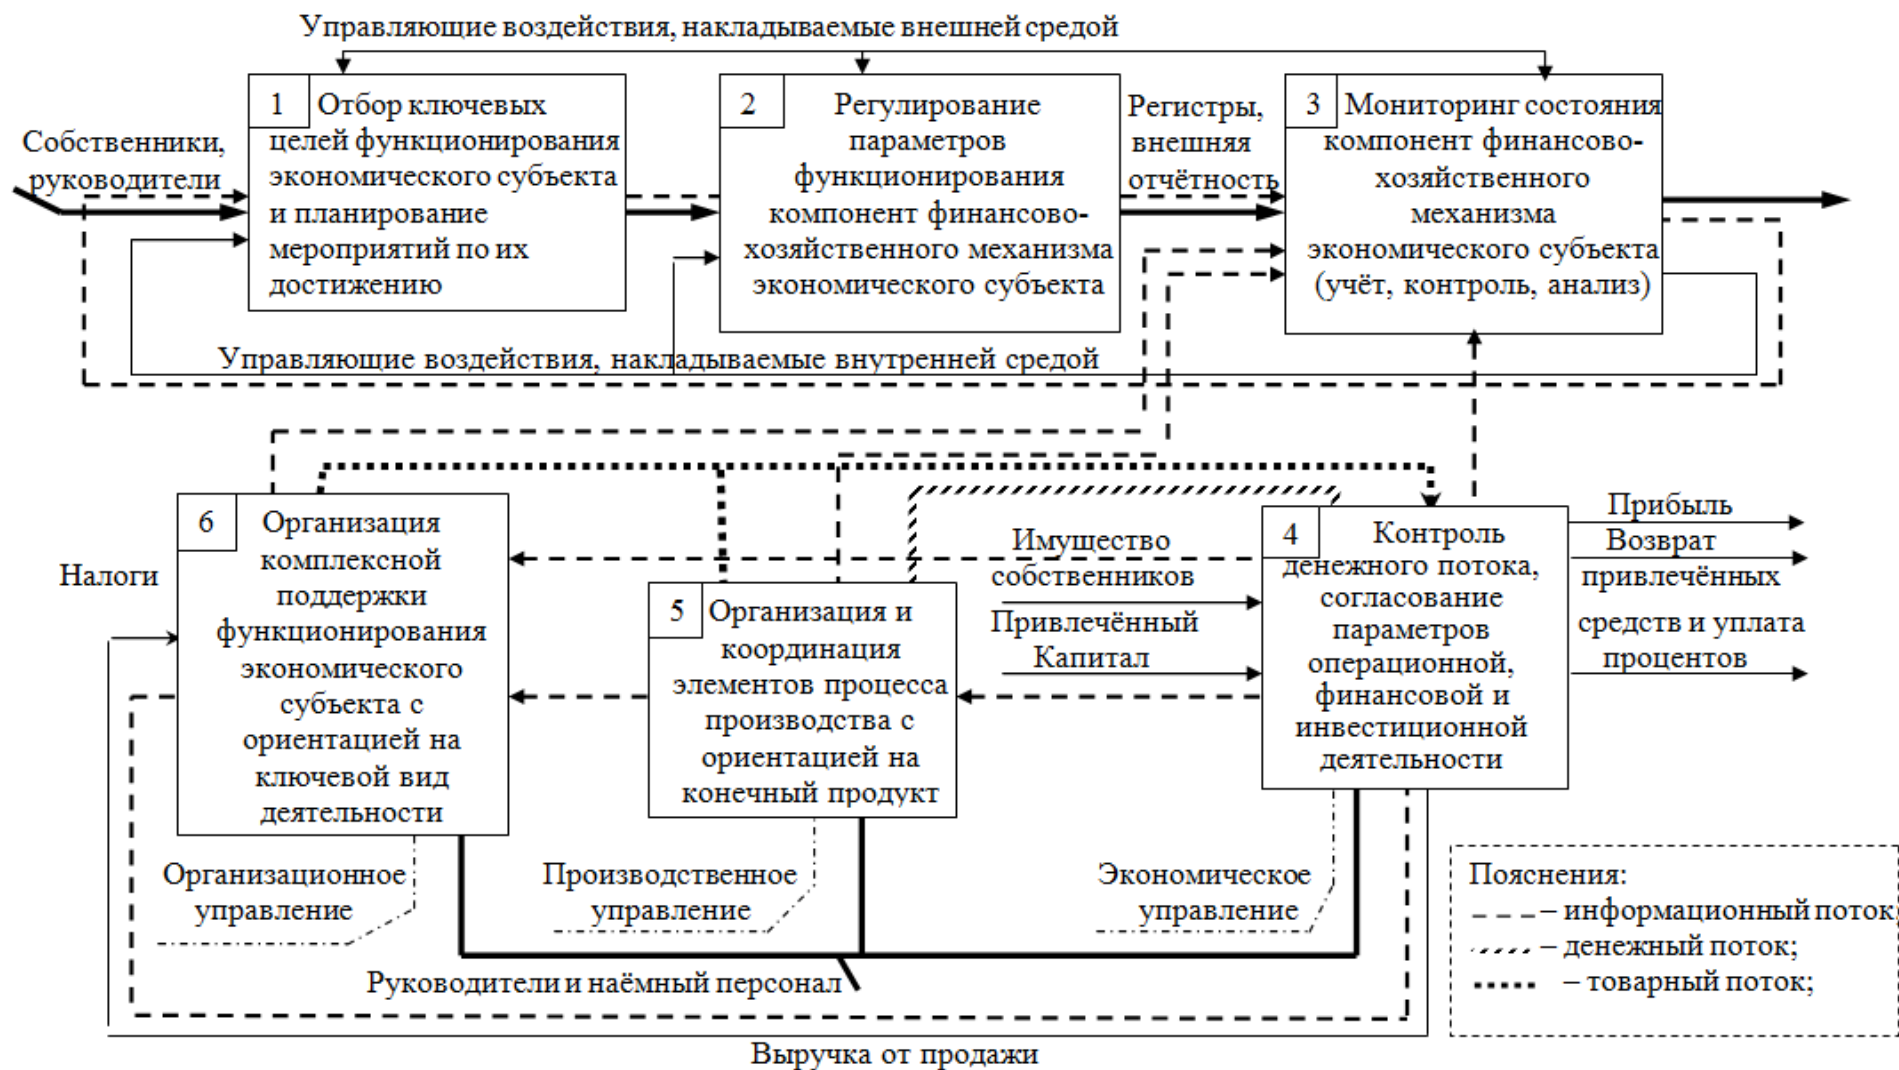 Управляющие воздействия, накладываемые внешней средой
Собственники,
руководители
1 Отбор ключевых
целей функционирования
экономического субъекта
и планирование
мероприятий по их
достижению
2 Регулирование
параметров
функционирования
компонент финансово-
хозяйственного механизма
экономического субъекта
Регистры,
внешняя
отчётность
3 Мониторинг состояния
компонент финансово-
хозяйственного
механизма
экономического субъекта
(учёт, контроль, анализ)
Управляющие воздействия, накладываемые внутренней средой
Налоги
6 Организация
комплексной
поддержки
функционирования
экономического
субъекта с
ориентацией на
ключевой вид
деятельности
5 Организация и
координация
элементов процесса
производства с
ориентацией на
конечный продукт
Имущество
собственников
Привлечённый
Капитал
4 Контроль
денежного потока,
согласование
параметров
операционной,
финансовой и
инвестиционной
деятельности
Прибыль
Возврат
привлечённых
средств и уплата
процентов
Организационное
управление
Производственное
управление
Экономическое
управление
Руководители и наёмный персонал
Выручка от продажи
Пояснения:
– информационный поток;
– денежный поток;
– товарный поток;